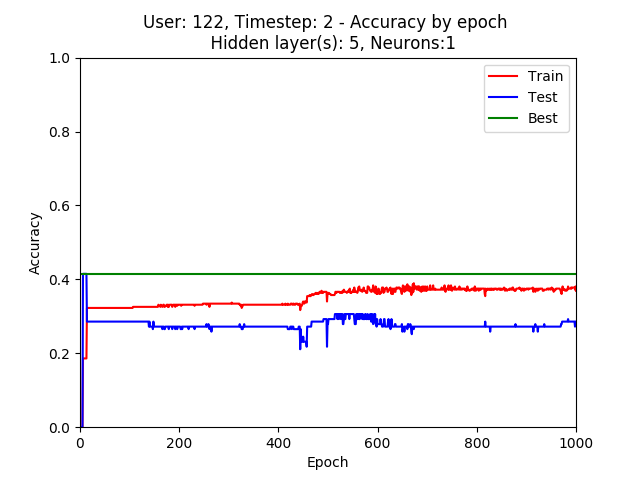 User: 122, Timestep: 2 - Accuracy by epoch
Hidden layer(s): 5, Neurons:1
1.0
0.8
0.6
0.4
0.2
0.0
Accuracy
Train
Test
Best
0 200 400 600 800 1000
Epoch